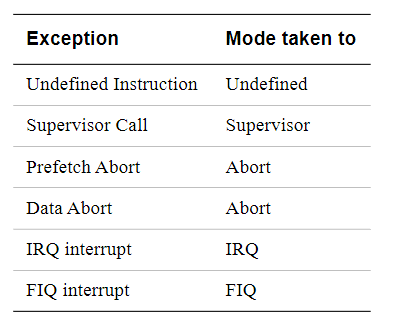 Exception Mode taken to
Undefined Instruction Undefined
Supervisor Call Supervisor
Prefetch Abort Abort
Data Abort Abort
IRQ interrupt IRQ
FIQ interrupt FIQ